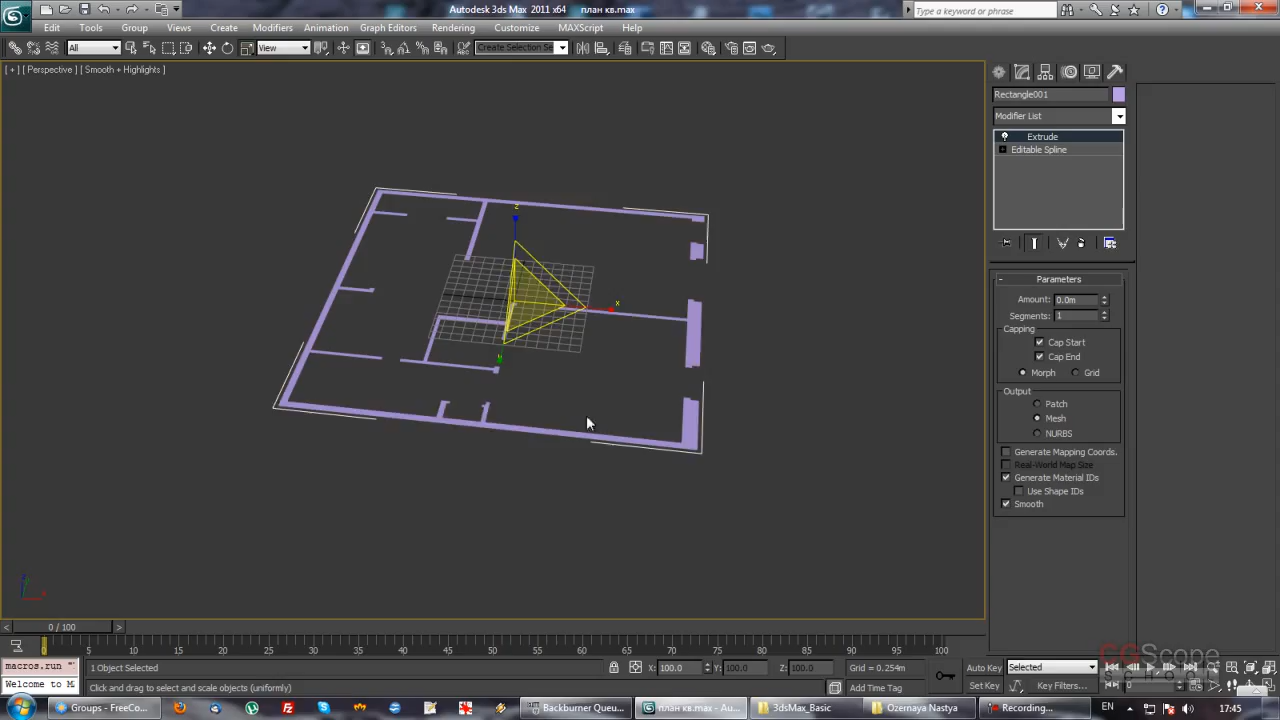 Autodesk 3ds Max 2011 x64 план кв.max
Type a keyword or phrase
Edit Tools Group Views Create Modifiers Animation Graph Editors Rendering Customize MAXScript Help
All View Create Selection Se
[ + ] [ Perspective ] [ Smooth + Highlights ]
Rectangle001
Modifier List
Extrude
Editable Spline
Parameters
Amount: 0.0m
Segments: 1
Capping
Cap Start
Cap End
Morph Grid
Output
Patch
Mesh
NURBS
Generate Mapping Coords.
Real-World Map Size
Generate Material IDs
Use Shape IDs
Smooth
z
x
y
0 / 100
0 5 10 15 20 25 30 35 40 45 50 55 60 65 70 75 80 85 90 95 100
macros.run "
1 Object Selected
X: 100.0 Y: 100.0 Z: 100.0
Grid = 0.254m
Auto Key Selected
CGScope
SCHOOL
Welcome to M
Click and drag to select and scale objects (uniformly)
Add Time Tag
Set Key Key Filters... 0
Groups - FreeCo... Backburner Queu... план кв.max - Au... 3dsMax_Basic Ozernaya Nastya Recording... EN 17:45